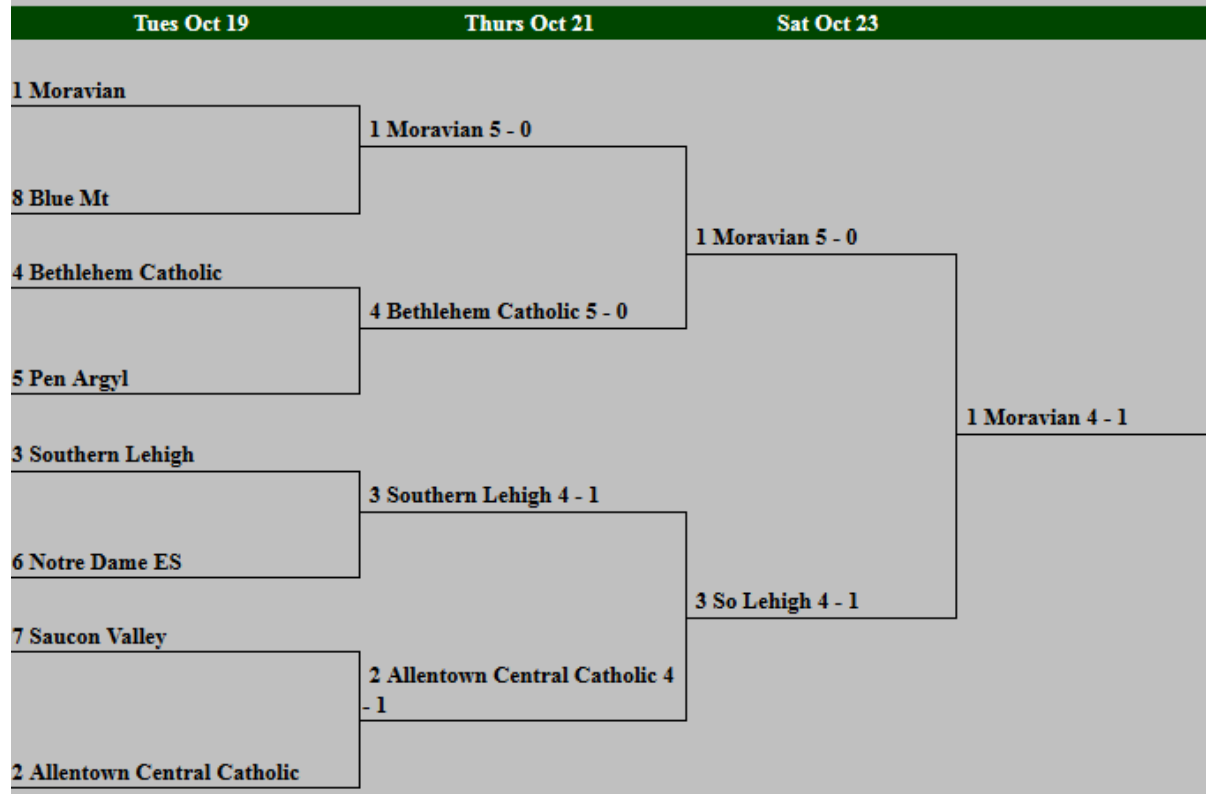 Tues Oct 19
Thurs Oct 21
Sat Oct 23
1 Moravian
1 Moravian 5 - 0
8 Blue Mt
1 Moravian 5 - 0
4 Bethlehem Catholic
4 Bethlehem Catholic 5 - 0
5 Pen Argyl
1 Moravian 4 - 1
3 Southern Lehigh
3 Southern Lehigh 4 - 1
6 Notre Dame ES
3 So Lehigh 4 - 1
7 Saucon Valley
2 Allentown Central Catholic 4
- 1
2 Allentown Central Catholic